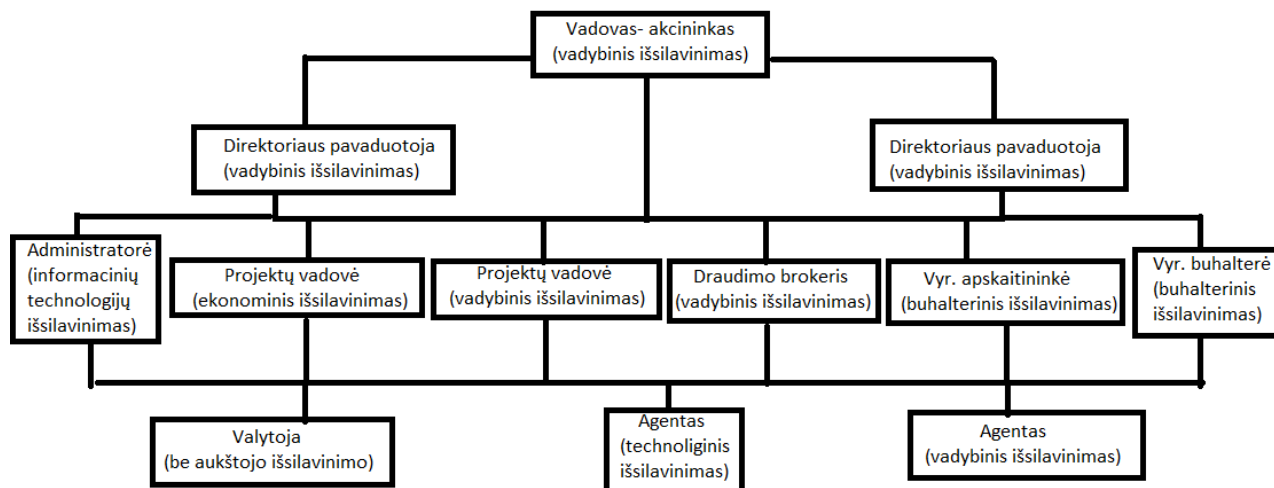 Vadovas- akcininkas
(vadybinis išsilavinimas)
Direktoriaus pavaduotoja
(vadybinis išsilavinimas)
Direktoriaus pavaduotoja
(vadybinis išsilavinimas)
Administratorė
(informacinių
technologijų
išsilavinimas)
Projektų vadovė
(ekonominis išsilavinimas)
Projektų vadovė
(vadybinis išsilavinimas)
Draudimo brokeris
(vadybinis išsilavinimas)
Vyr. apskaitininkė
(buhalterinis išsilavinimas)
Vyr. buhalterė
(buhalterinis
išsilavinimas)
Valytoja
(be aukštojo išsilavinimo)
Agentas
(technoliginis
išsilavinimas)
Agentas
(vadybinis išsilavinimas)